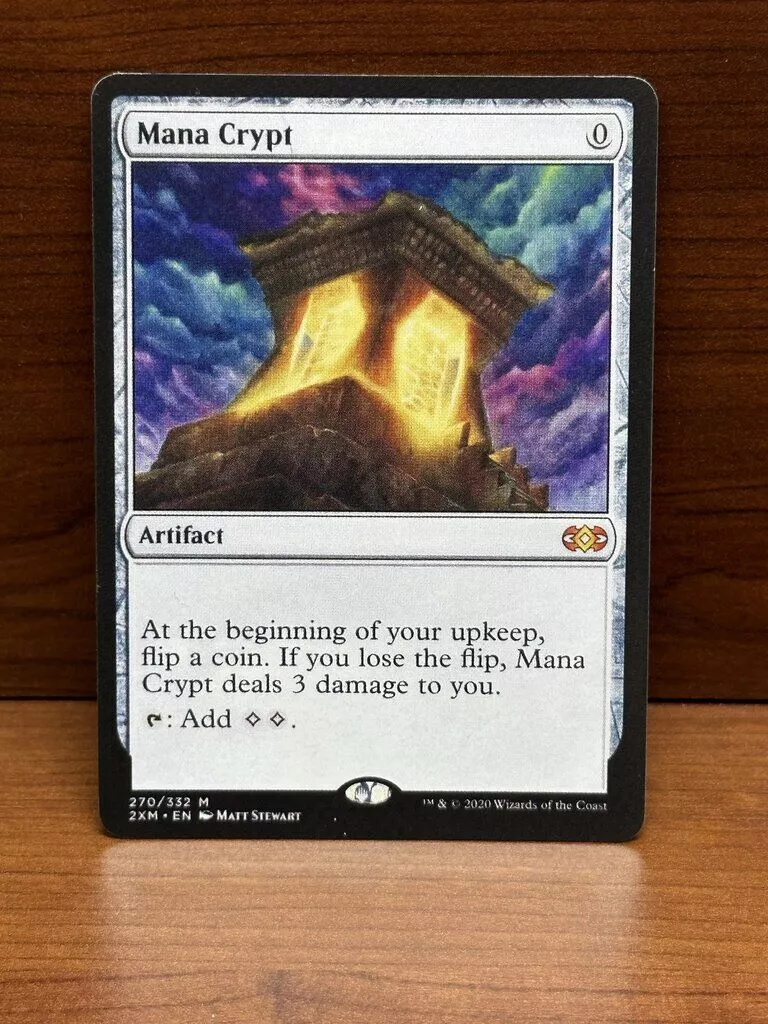 Mana Crypt 0
Artifact
At the beginning of your upkeep,
flip a coin. If you lose the flip, Mana
Crypt deals 3 damage to you.
: Add .
270/332 M
2XM • EN MATT STEWART
™ & © 2020 Wizards of the Coast